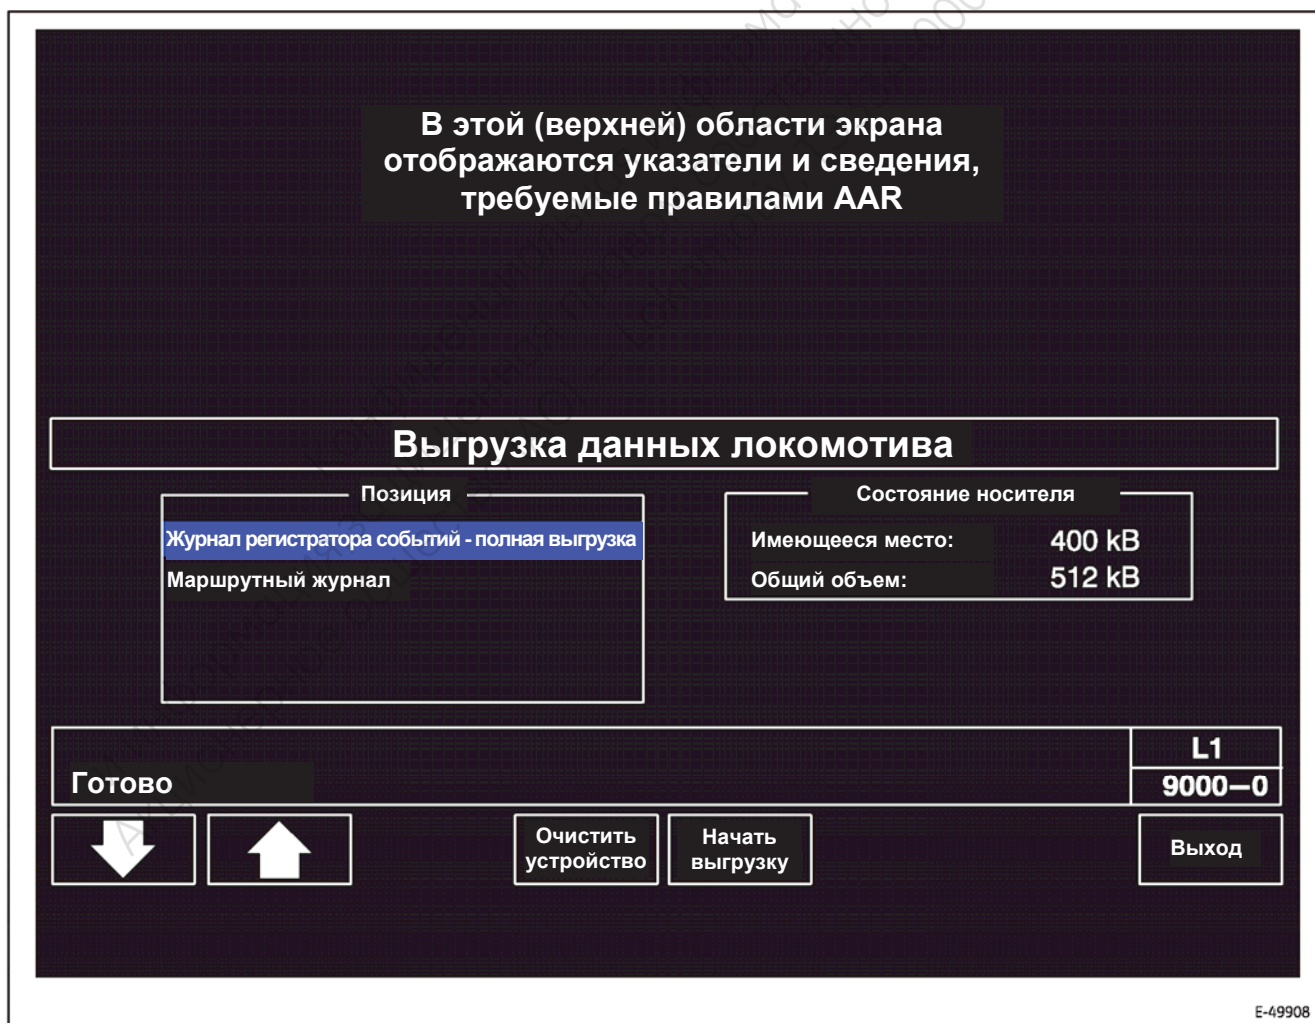 В этой (верхней) области экрана
отображаются указатели и сведения,
требуемые правилами AAR
Выгрузка данных локомотива
Позиция
Журнал регистратора событий - полная выгрузка
Маршрутный журнал
Состояние носителя
Имеющееся место: 400 kB
Общий объем: 512 kB
Готово
L1
9000–0
Очистить
устройство
Начать
выгрузку
Выход
E-49908